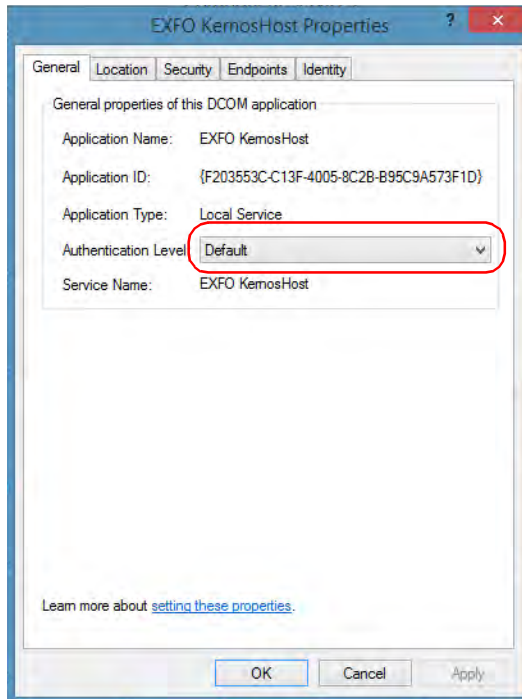 EXFO KernosHost Properties
?
General Location Security Endpoints Identity
General properties of this DCOM application
Application Name: EXFO KernosHost
Application ID: {F203553C-C13F-4005-8C2B-B95C9A573F1D}
Application Type: Local Service
Authentication Level Default
Service Name: EXFO KernosHost
Learn more about setting these properties.
OK Cancel Apply